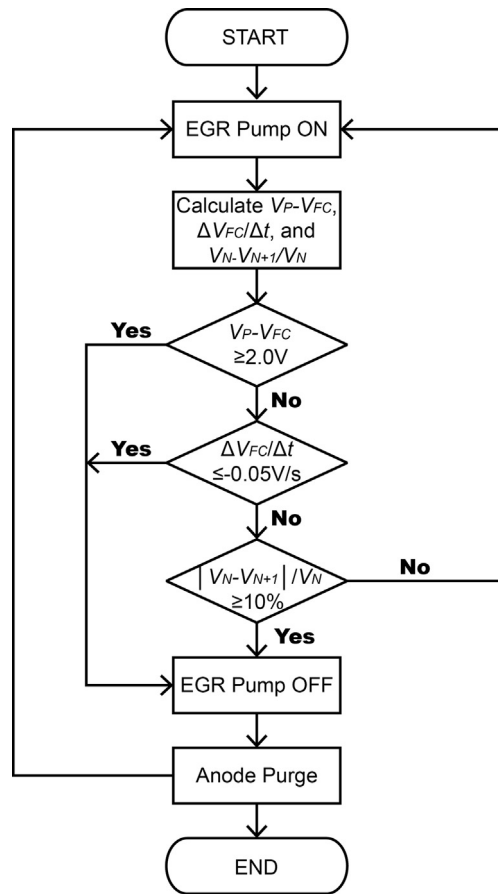 START
EGR Pump ON
Calculate VP-VFC,
ΔVFC/Δt, and
VN-VN+1/VN
Yes
VP-VFC
≥2.0V
No
Yes
ΔVFC/Δt
≤-0.05V/s
No
|VN-VN+1|/VN
≥10%
No
Yes
EGR Pump OFF
Anode Purge
END